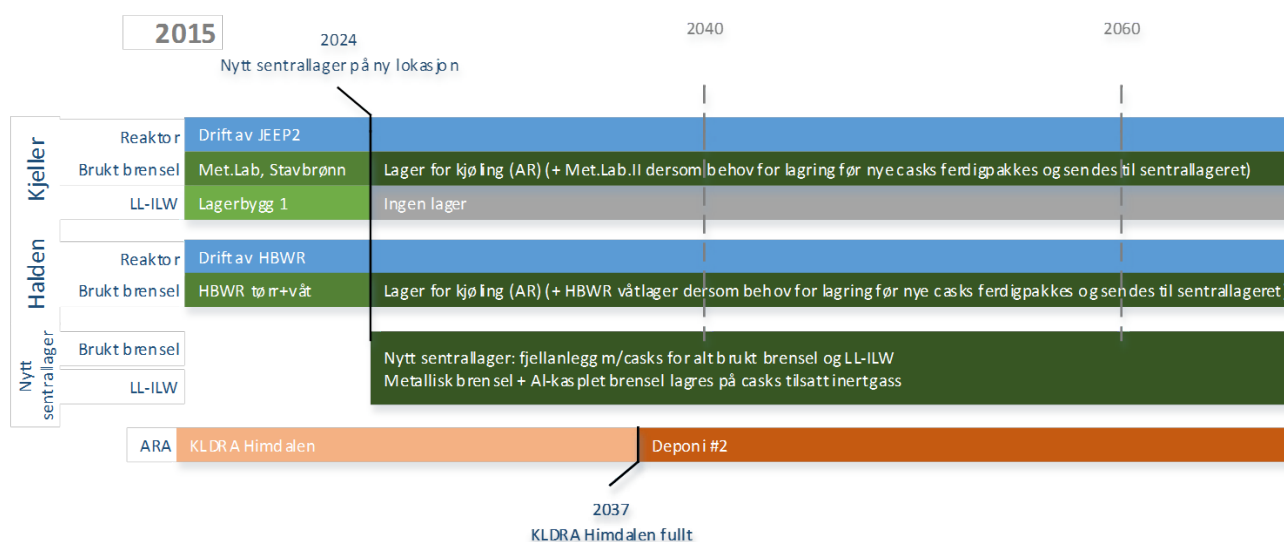 2015
2024
Nytt sentrallager på ny lokasjon
2040
2060
Kjeller
Reaktor
Drift av JEEP2
Brukt brensel
Met.Lab, Stavbrønn
Lager for kjøling (AR) (+ Met.Lab.II dersom behov for lagring før nye casks ferdigpakkes og sendes til sentrallageret)
LL-ILW
Lagerbygg 1
Ingen lager
Halden
Reaktor
Drift av HBWR
Brukt brensel
HBWR tørr+våt
Lager for kjøling (AR) (+ HBWR våtlager dersom behov for lagring før nye casks ferdigpakkes og sendes til sentrallageret
Nytt
sentrallager
Brukt brensel
LL-ILW
Nytt sentrallager: fjellanlegg m/casks for alt brukt brensel og LL-ILW
Metallisk brensel + Al-kasplet brensel lagres på casks tilsatt inertgass
ARA
KLDRA Himdalen
Deponi #2
2037
KLDRA Himdalen fullt